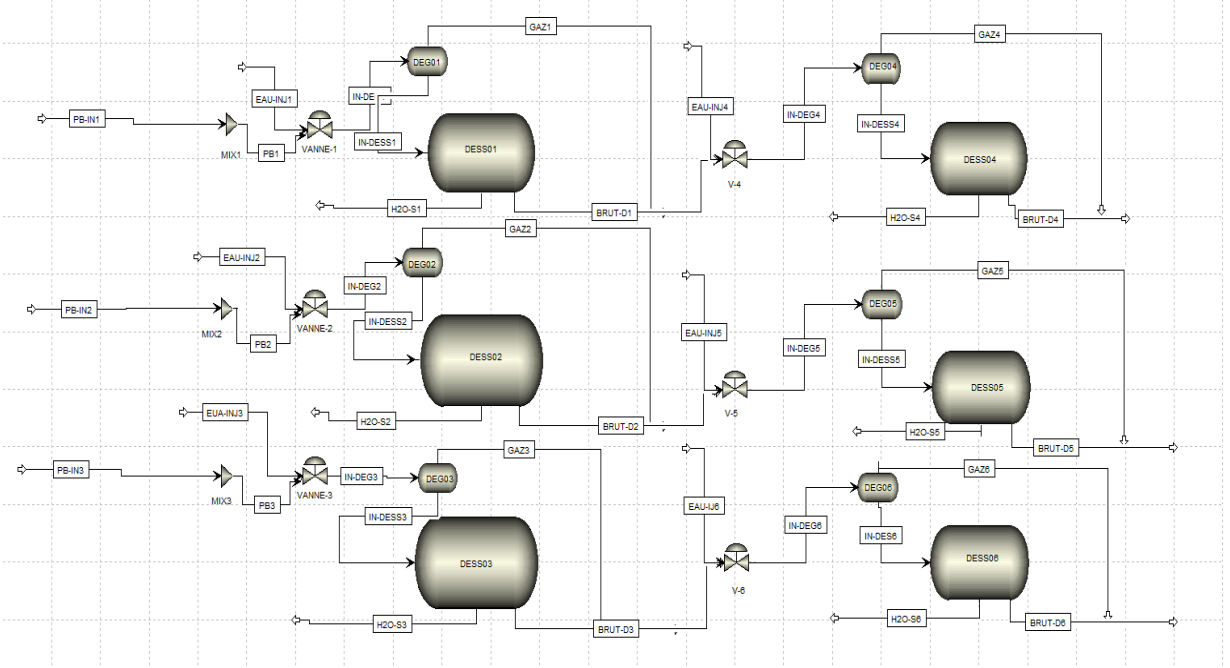 GAZ1
DEG01
EAU-INJ1
IN-DE
PB-IN1
MIX1
PB1
VANNE-1
IN-DESS1
DESS01
H2O-S1
BRUT-D1
GAZ4
DEG04
EAU-INJ4
IN-DEG4
IN-DESS4
V-4
DESS04
H2O-S4
BRUT-D4
GAZ2
EAU-INJ2
DEG02
IN-DEG2
PB-IN2
MIX2
PB2
VANNE-2
IN-DESS2
DESS02
H2O-S2
BRUT-D2
GAZ5
DEG05
EAU-INJ5
IN-DEG5
IN-DESS5
V-5
DESS05
H2O-S5
BRUT-D5
EUA-INJ3
GAZ3
PB-IN3
MIX3
PB3
VANNE-3
IN-DEG3
DEG03
IN-DESS3
DESS03
H2O-S3
BRUT-D3
GAZ6
DEG06
EAU-IJ6
IN-DEG6
IN-DES6
V-6
DESS06
H2O-S6
BRUT-D6